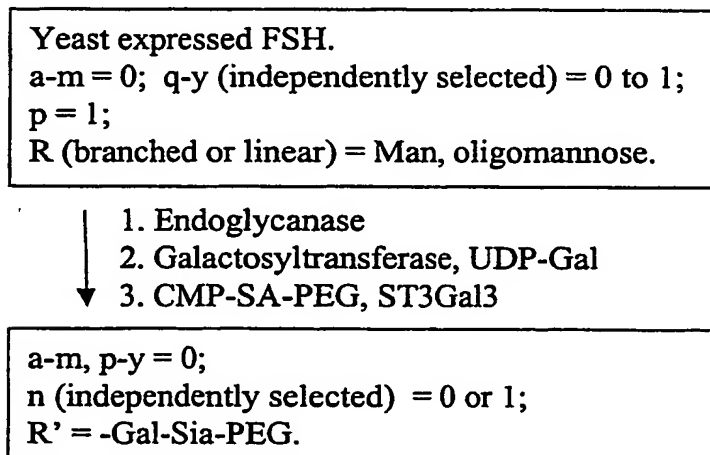 Yeast expressed FSH.
a-m = 0; q-y (independently selected) = 0 to 1;
p = 1;
R (branched or linear) = Man, oligomannose.
1. Endoglycanase
2. Galactosyltransferase, UDP-Gal
3. CMP-SA-PEG, ST3Gal3
a-m, p-y = 0;
n (independently selected) = 0 or 1;
R' = -Gal-Sia-PEG.